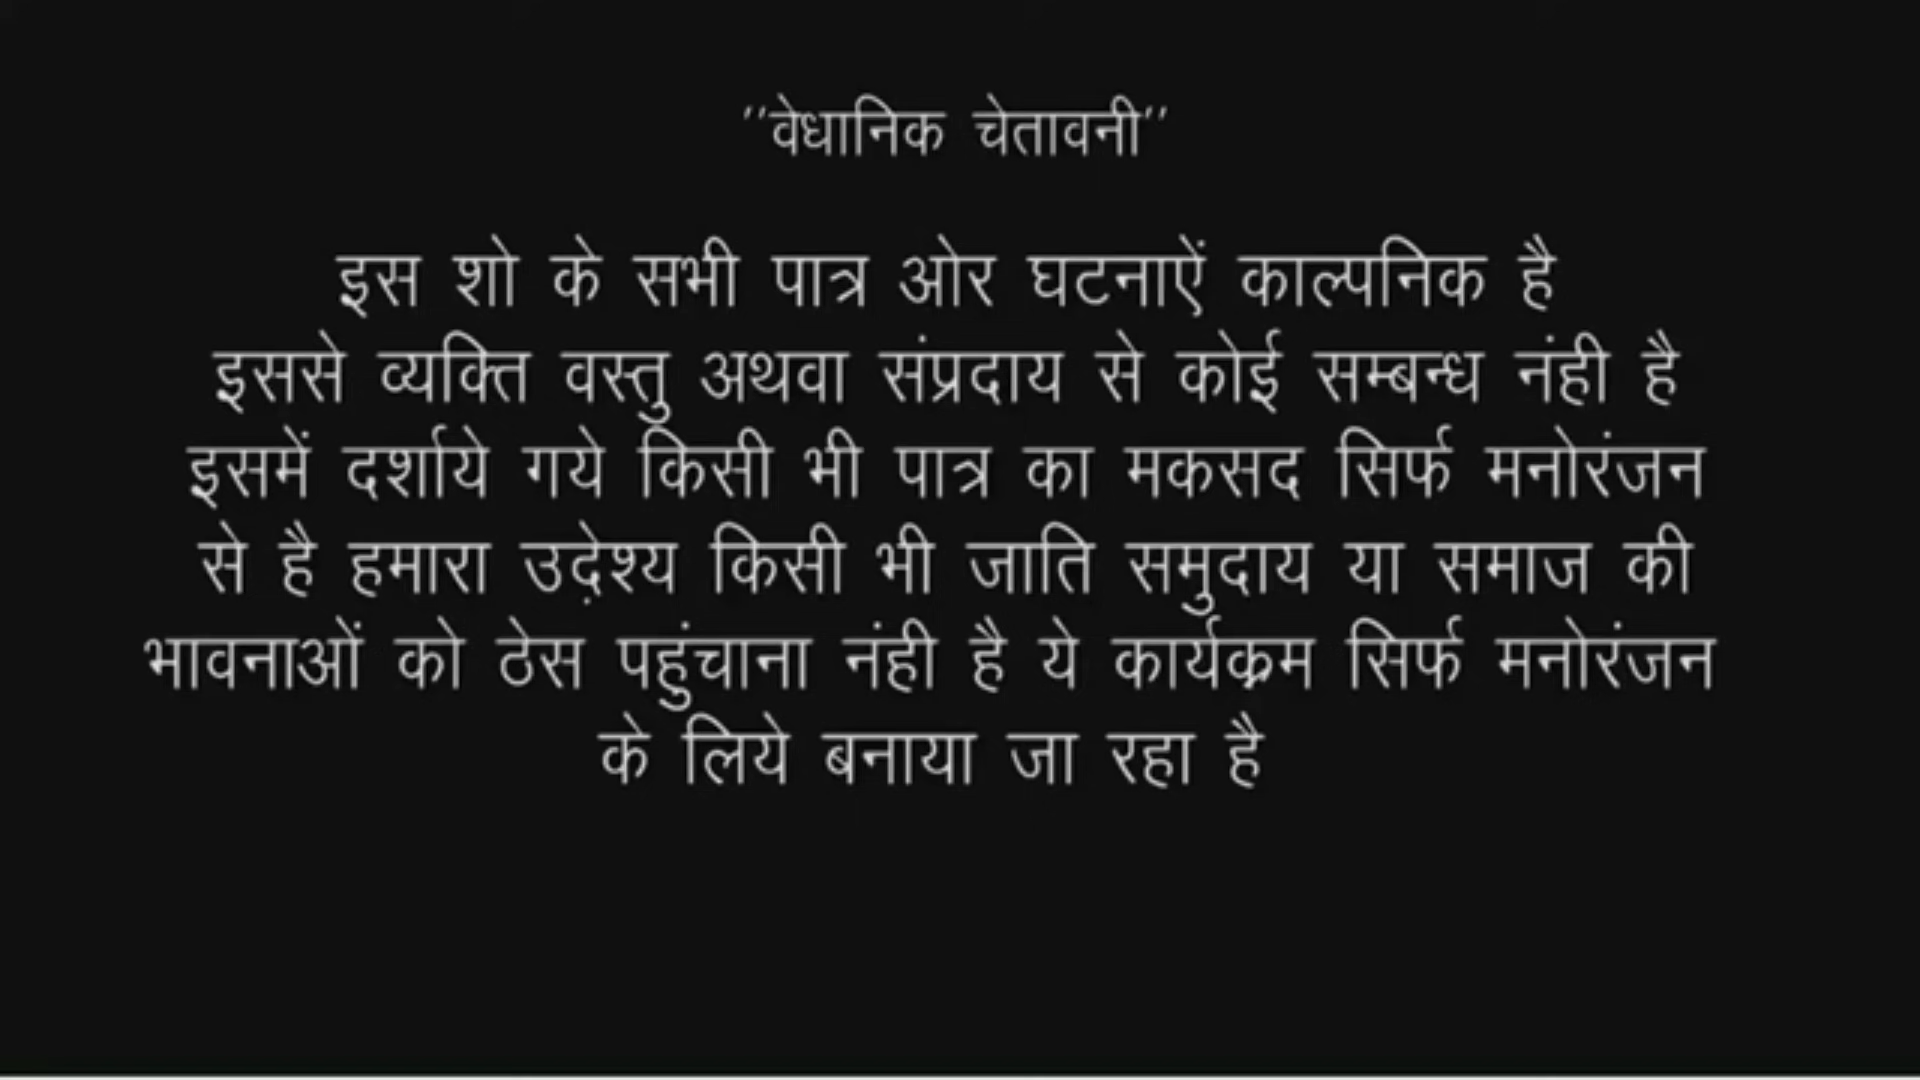 ''वेधानिक चेतावनी''
इस शो के सभी पात्र ओर घटनाऐं काल्पनिक है
इससे व्यक्ति वस्तु अथवा संप्रदाय से कोई सम्बन्ध नंही है
इसमें दर्शाये गये किसी भी पात्र का मकसद सिर्फ मनोरंजन
से है हमारा उद़ेश्य किसी भी जाति समुदाय या समाज की
भावनाओं को ठेस पहुंचाना नंही है ये कार्यक्रम सिर्फ मनोरंजन
के लिये बनाया जा रहा है